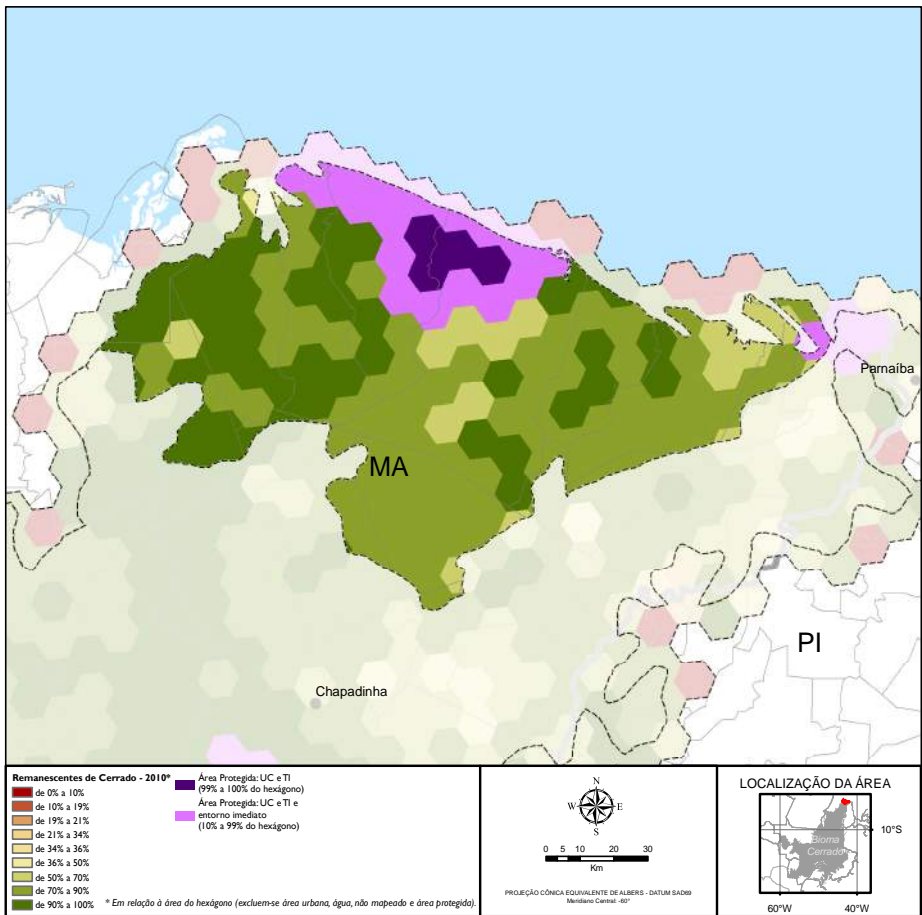 Parnaíba
MA
PI
Chapadinha
Remanescentes de Cerrado - 2010*
de 0% a 10%
de 10% a 19%
de 19% a 21%
de 21% a 34%
de 34% a 36%
de 36% a 50%
de 50% a 70%
de 70% a 90%
de 90% a 100%
Área Protegida: UC e TI
(99% a 100% do hexágono)
Área Protegida: UC e TI e
entorno imediato
(10% a 99% do hexágono)
* Em relação à área do hexágono (excluem-se área urbana, água, não mapeado e área protegida).
N
W E
S
0 5 10 20 30
Km
PROJEÇÃO CÔNICA EQUIVALENTE DE ALBERS - DATUM SAD69
Meridiano Central: -60°
LOCALIZAÇÃO DA ÁREA
10°S
Bioma
Cerrado
60°W 40°W